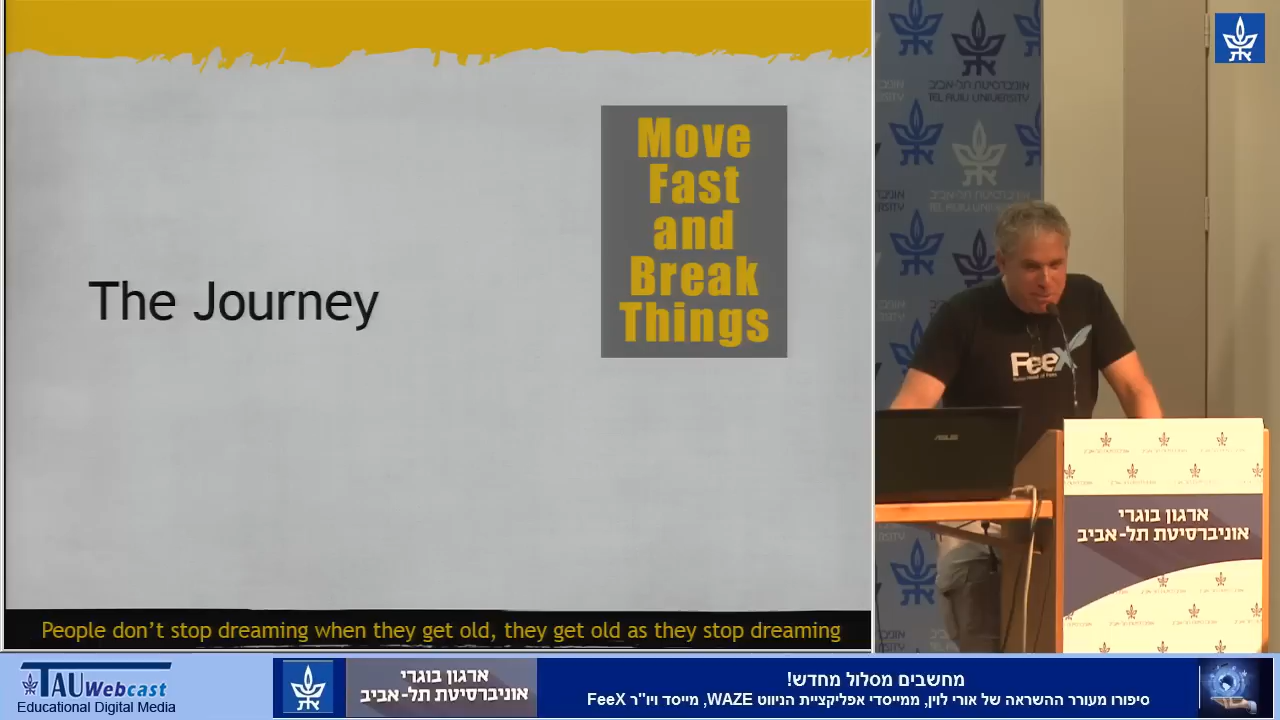 The Journey
Move
Fast
and
Break
Things
People don't stop dreaming when they get old, they get old as they stop dreaming
אוניברסיטת תל-אביב
TEL AVIV UNIVERSITY
FeeX
ASUS
ארגון בוגרי
אוניברסיטת תל-אביב
TAU Webcast
Educational Digital Media
ארגון בוגרי
אוניברסיטת תל-אביב
מחשבים מסלול מחדש!
סיפורו מעורר ההשראה של אורי לוין, ממייסדי אפליקציית הניווט WAZE, מייסד ויו"ר FeeX